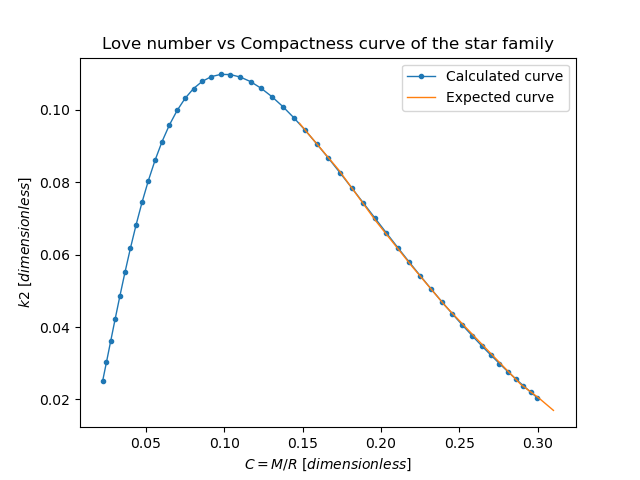 Love number vs Compactness curve of the star family
Calculated curve
Expected curve
0.10
0.08
0.06
0.04
0.02
k2 [dimensionless]
0.05 0.10 0.15 0.20 0.25 0.30
C = M/R [dimensionless]